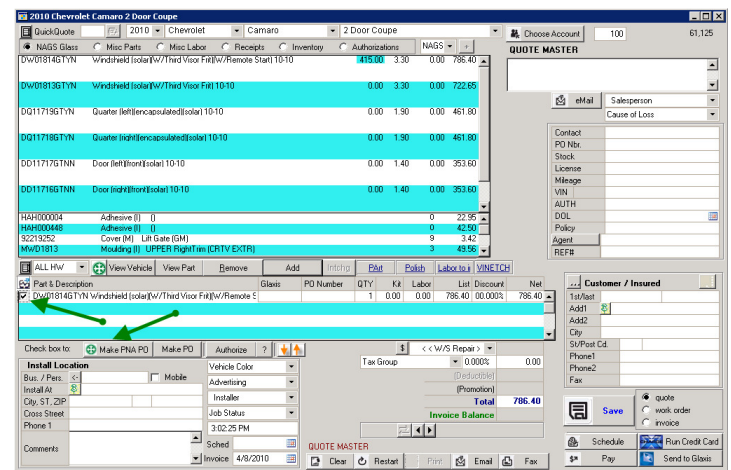 2010 Chevrolet Camaro 2 Door Coupe
QuickQuote 2010 Chevrolet Camaro 2 Door Coupe Choose Account 100 61,125
NAGS Glass Misc Parts Misc Labor Receipts Inventory Authorizations NAGS + QUOTE MASTER
DW01814GTYN Windshield (solar)(W/Third Visor Frit)(W/Remote Start) 10-10 415.00 3.30 0.00 786.40
DW01813GTYN Windshield (solar)(W/Third Visor Frit) 10-10 0.00 3.30 0.00 722.65
eMail Salesperson
Cause of Loss
DQ11719GTYN Quarter (left)(encapsulated)(solar) 10-10 0.00 1.90 0.00 461.80
DQ11718GTYN Quarter (right)(encapsulated)(solar) 10-10 0.00 1.90 0.00 461.80
DD11717GTNN Door (left)(front)(solar) 10-10 0.00 1.40 0.00 353.60
DD11716GTNN Door (right)(front)(solar) 10-10 0.00 1.40 0.00 353.60
Contact
PO Nbr.
Stock
License
Mileage
VIN
AUTH
DOL
Policy
Agent
REF#
HAH000004 Adhesive (I) () 0 22.95
HAH000448 Adhesive (I) () 0 42.50
92219252 Cover (M) Lift Gate (GM) 9 3.42
MWD1813 Moulding (I) UPPER RightTrim (CRTV EXTR) 3 49.56
ALL HW View Vehicle View Part Remove Add Intchg PArt Polish Labor to i VINETCH
Part & Description Glaxis PO Number QTY Kit Labor List Discount Net
DW01814GTYN Windshield (solar)(W/Third Visor Frit)(W/Remote S 1 0.00 0.00 786.40 00.000% 786.40
... Customer / Insured
1st/last
Add1
Add2
City
St/Post Cd.
Phone1
Phone2
Fax
Check box to: Make PNA PO Make PO Authorize ? $ < < W/S Repair > 
Install Location
Bus. / Pers. <- Mobile
Install At
City, ST, ZIP
Cross Street
Phone 1
Comments
Vehicle Color
Advertising
Installer
Job Status
3:02:25 PM
Sched
Invoice 4/8/2010
Tax Group 0.000% 0.00
(Deductible)
(Promotion)
Total 786.40
Invoice Balance
QUOTE MASTER
Clear Restart Print Email Fax
Save
quote
work order
invoice
Schedule Run Credit Card
Pay Send to Glaxis